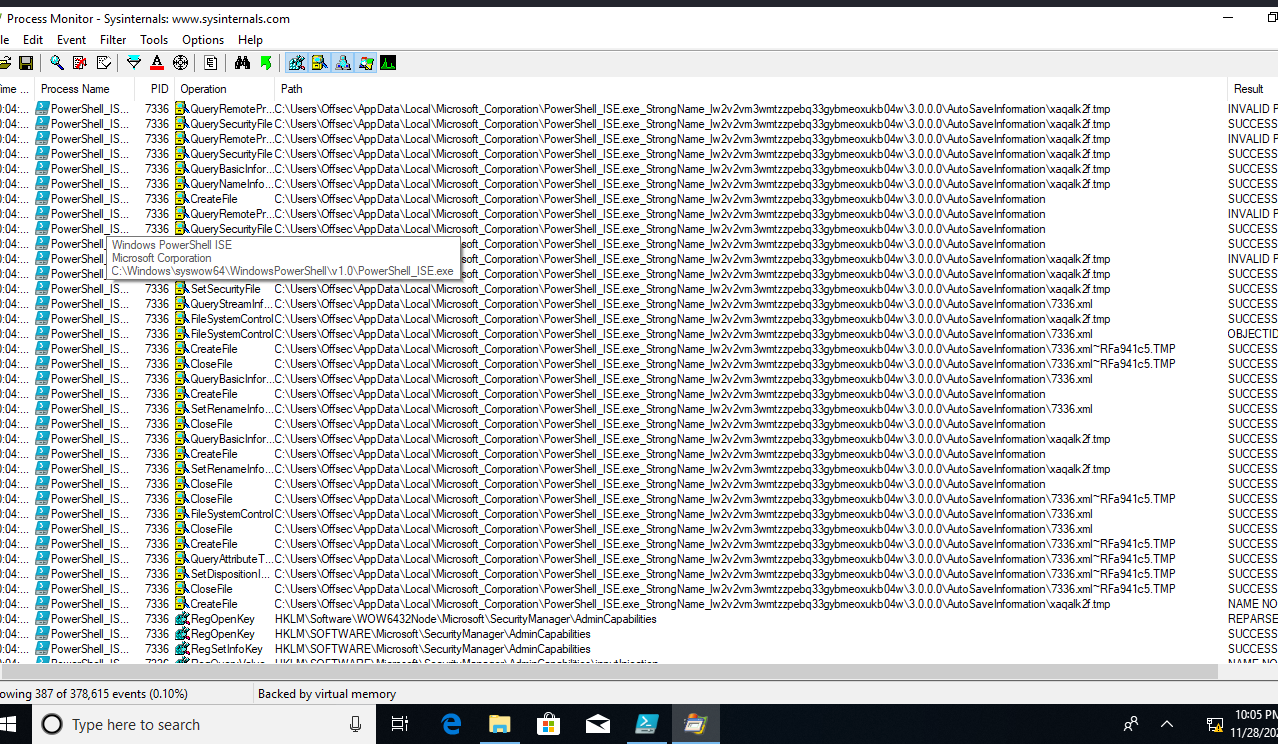 Process Monitor - Sysinternals: www.sysinternals.com
le Edit Event Filter Tools Options Help
ime ... Process Name PID Operation Path Result
0:04:... PowerShell_IS... 7336 QueryRemotePr... C:\Users\Offsec\AppData\Local\Microsoft_Corporation\PowerShell_ISE.exe_StrongName_lw2v2vm3wmtzzpebq33gybmeoxukb04w\3.0.0.0\AutoSaveInformation\xaqalk2f.tmp INVALID P
0:04:... PowerShell_IS... 7336 QuerySecurityFile C:\Users\Offsec\AppData\Local\Microsoft_Corporation\PowerShell_ISE.exe_StrongName_lw2v2vm3wmtzzpebq33gybmeoxukb04w\3.0.0.0\AutoSaveInformation\xaqalk2f.tmp SUCCESS
0:04:... PowerShell_IS... 7336 QueryRemotePr... C:\Users\Offsec\AppData\Local\Microsoft_Corporation\PowerShell_ISE.exe_StrongName_lw2v2vm3wmtzzpebq33gybmeoxukb04w\3.0.0.0\AutoSaveInformation\xaqalk2f.tmp INVALID P
0:04:... PowerShell_IS... 7336 QuerySecurityFile C:\Users\Offsec\AppData\Local\Microsoft_Corporation\PowerShell_ISE.exe_StrongName_lw2v2vm3wmtzzpebq33gybmeoxukb04w\3.0.0.0\AutoSaveInformation\xaqalk2f.tmp SUCCESS
0:04:... PowerShell_IS... 7336 QueryBasicInfor... C:\Users\Offsec\AppData\Local\Microsoft_Corporation\PowerShell_ISE.exe_StrongName_lw2v2vm3wmtzzpebq33gybmeoxukb04w\3.0.0.0\AutoSaveInformation\xaqalk2f.tmp SUCCESS
0:04:... PowerShell_IS... 7336 QueryNameInfo... C:\Users\Offsec\AppData\Local\Microsoft_Corporation\PowerShell_ISE.exe_StrongName_lw2v2vm3wmtzzpebq33gybmeoxukb04w\3.0.0.0\AutoSaveInformation\xaqalk2f.tmp SUCCESS
0:04:... PowerShell_IS... 7336 CreateFile C:\Users\Offsec\AppData\Local\Microsoft_Corporation\PowerShell_ISE.exe_StrongName_lw2v2vm3wmtzzpebq33gybmeoxukb04w\3.0.0.0\AutoSaveInformation SUCCESS
0:04:... PowerShell_IS... 7336 QueryRemotePr... C:\Users\Offsec\AppData\Local\Microsoft_Corporation\PowerShell_ISE.exe_StrongName_lw2v2vm3wmtzzpebq33gybmeoxukb04w\3.0.0.0\AutoSaveInformation INVALID P
0:04:... PowerShell_IS... 7336 QuerySecurityFile C:\Users\Offsec\AppData\Local\Microsoft_Corporation\PowerShell_ISE.exe_StrongName_lw2v2vm3wmtzzpebq33gybmeoxukb04w\3.0.0.0\AutoSaveInformation SUCCESS
0:04:... PowerShell_ osoft_Corporation\PowerShell_ISE.exe_StrongName_lw2v2vm3wmtzzpebq33gybmeoxukb04w\3.0.0.0\AutoSaveInformation SUCCESS
0:04:... PowerShell_ osoft_Corporation\PowerShell_ISE.exe_StrongName_lw2v2vm3wmtzzpebq33gybmeoxukb04w\3.0.0.0\AutoSaveInformation\xaqalk2f.tmp INVALID P
0:04:... PowerShell_ osoft_Corporation\PowerShell_ISE.exe_StrongName_lw2v2vm3wmtzzpebq33gybmeoxukb04w\3.0.0.0\AutoSaveInformation\xaqalk2f.tmp SUCCESS
Windows PowerShell ISE
Microsoft Corporation
C:\Windows\syswow64\WindowsPowerShell\v1.0\PowerShell_ISE.exe
0:04:... PowerShell_IS... 7336 SetSecurityFile C:\Users\Offsec\AppData\Local\Microsoft_Corporation\PowerShell_ISE.exe_StrongName_lw2v2vm3wmtzzpebq33gybmeoxukb04w\3.0.0.0\AutoSaveInformation\xaqalk2f.tmp SUCCESS
0:04:... PowerShell_IS... 7336 QueryStreamInf... C:\Users\Offsec\AppData\Local\Microsoft_Corporation\PowerShell_ISE.exe_StrongName_lw2v2vm3wmtzzpebq33gybmeoxukb04w\3.0.0.0\AutoSaveInformation\7336.xml SUCCESS
0:04:... PowerShell_IS... 7336 FileSystemControl C:\Users\Offsec\AppData\Local\Microsoft_Corporation\PowerShell_ISE.exe_StrongName_lw2v2vm3wmtzzpebq33gybmeoxukb04w\3.0.0.0\AutoSaveInformation\xaqalk2f.tmp SUCCESS
0:04:... PowerShell_IS... 7336 FileSystemControl C:\Users\Offsec\AppData\Local\Microsoft_Corporation\PowerShell_ISE.exe_StrongName_lw2v2vm3wmtzzpebq33gybmeoxukb04w\3.0.0.0\AutoSaveInformation\7336.xml OBJECTID
0:04:... PowerShell_IS... 7336 CreateFile C:\Users\Offsec\AppData\Local\Microsoft_Corporation\PowerShell_ISE.exe_StrongName_lw2v2vm3wmtzzpebq33gybmeoxukb04w\3.0.0.0\AutoSaveInformation\7336.xml~RFa941c5.TMP SUCCESS
0:04:... PowerShell_IS... 7336 CloseFile C:\Users\Offsec\AppData\Local\Microsoft_Corporation\PowerShell_ISE.exe_StrongName_lw2v2vm3wmtzzpebq33gybmeoxukb04w\3.0.0.0\AutoSaveInformation\7336.xml~RFa941c5.TMP SUCCESS
0:04:... PowerShell_IS... 7336 QueryBasicInfor... C:\Users\Offsec\AppData\Local\Microsoft_Corporation\PowerShell_ISE.exe_StrongName_lw2v2vm3wmtzzpebq33gybmeoxukb04w\3.0.0.0\AutoSaveInformation\7336.xml SUCCESS
0:04:... PowerShell_IS... 7336 CreateFile C:\Users\Offsec\AppData\Local\Microsoft_Corporation\PowerShell_ISE.exe_StrongName_lw2v2vm3wmtzzpebq33gybmeoxukb04w\3.0.0.0\AutoSaveInformation SUCCESS
0:04:... PowerShell_IS... 7336 SetRenameInfo... C:\Users\Offsec\AppData\Local\Microsoft_Corporation\PowerShell_ISE.exe_StrongName_lw2v2vm3wmtzzpebq33gybmeoxukb04w\3.0.0.0\AutoSaveInformation\7336.xml SUCCESS
0:04:... PowerShell_IS... 7336 CloseFile C:\Users\Offsec\AppData\Local\Microsoft_Corporation\PowerShell_ISE.exe_StrongName_lw2v2vm3wmtzzpebq33gybmeoxukb04w\3.0.0.0\AutoSaveInformation SUCCESS
0:04:... PowerShell_IS... 7336 QueryBasicInfor... C:\Users\Offsec\AppData\Local\Microsoft_Corporation\PowerShell_ISE.exe_StrongName_lw2v2vm3wmtzzpebq33gybmeoxukb04w\3.0.0.0\AutoSaveInformation\xaqalk2f.tmp SUCCESS
0:04:... PowerShell_IS... 7336 CreateFile C:\Users\Offsec\AppData\Local\Microsoft_Corporation\PowerShell_ISE.exe_StrongName_lw2v2vm3wmtzzpebq33gybmeoxukb04w\3.0.0.0\AutoSaveInformation SUCCESS
0:04:... PowerShell_IS... 7336 SetRenameInfo... C:\Users\Offsec\AppData\Local\Microsoft_Corporation\PowerShell_ISE.exe_StrongName_lw2v2vm3wmtzzpebq33gybmeoxukb04w\3.0.0.0\AutoSaveInformation\xaqalk2f.tmp SUCCESS
0:04:... PowerShell_IS... 7336 CloseFile C:\Users\Offsec\AppData\Local\Microsoft_Corporation\PowerShell_ISE.exe_StrongName_lw2v2vm3wmtzzpebq33gybmeoxukb04w\3.0.0.0\AutoSaveInformation SUCCESS
0:04:... PowerShell_IS... 7336 CloseFile C:\Users\Offsec\AppData\Local\Microsoft_Corporation\PowerShell_ISE.exe_StrongName_lw2v2vm3wmtzzpebq33gybmeoxukb04w\3.0.0.0\AutoSaveInformation\7336.xml~RFa941c5.TMP SUCCESS
0:04:... PowerShell_IS... 7336 FileSystemControl C:\Users\Offsec\AppData\Local\Microsoft_Corporation\PowerShell_ISE.exe_StrongName_lw2v2vm3wmtzzpebq33gybmeoxukb04w\3.0.0.0\AutoSaveInformation\7336.xml SUCCESS
0:04:... PowerShell_IS... 7336 CloseFile C:\Users\Offsec\AppData\Local\Microsoft_Corporation\PowerShell_ISE.exe_StrongName_lw2v2vm3wmtzzpebq33gybmeoxukb04w\3.0.0.0\AutoSaveInformation\7336.xml SUCCESS
0:04:... PowerShell_IS... 7336 CreateFile C:\Users\Offsec\AppData\Local\Microsoft_Corporation\PowerShell_ISE.exe_StrongName_lw2v2vm3wmtzzpebq33gybmeoxukb04w\3.0.0.0\AutoSaveInformation\7336.xml~RFa941c5.TMP SUCCESS
0:04:... PowerShell_IS... 7336 QueryAttributeT... C:\Users\Offsec\AppData\Local\Microsoft_Corporation\PowerShell_ISE.exe_StrongName_lw2v2vm3wmtzzpebq33gybmeoxukb04w\3.0.0.0\AutoSaveInformation\7336.xml~RFa941c5.TMP SUCCESS
0:04:... PowerShell_IS... 7336 SetDispositionI... C:\Users\Offsec\AppData\Local\Microsoft_Corporation\PowerShell_ISE.exe_StrongName_lw2v2vm3wmtzzpebq33gybmeoxukb04w\3.0.0.0\AutoSaveInformation\7336.xml~RFa941c5.TMP SUCCESS
0:04:... PowerShell_IS... 7336 CloseFile C:\Users\Offsec\AppData\Local\Microsoft_Corporation\PowerShell_ISE.exe_StrongName_lw2v2vm3wmtzzpebq33gybmeoxukb04w\3.0.0.0\AutoSaveInformation\7336.xml~RFa941c5.TMP SUCCESS
0:04:... PowerShell_IS... 7336 CreateFile C:\Users\Offsec\AppData\Local\Microsoft_Corporation\PowerShell_ISE.exe_StrongName_lw2v2vm3wmtzzpebq33gybmeoxukb04w\3.0.0.0\AutoSaveInformation\xaqalk2f.tmp NAME NO
0:04:... PowerShell_IS... 7336 RegOpenKey HKLM\Software\WOW6432Node\Microsoft\SecurityManager\AdminCapabilities REPARSE
0:04:... PowerShell_IS... 7336 RegOpenKey HKLM\SOFTWARE\Microsoft\SecurityManager\AdminCapabilities SUCCESS
0:04:... PowerShell_IS... 7336 RegSetInfoKey HKLM\SOFTWARE\Microsoft\SecurityManager\AdminCapabilities SUCCESS
0:04:... PowerShell_IS... 7336 RegQueryValue HKLM\SOFTWARE\Microsoft\SecurityManager\AdminCapabilities\inputInjection NAME NO
owing 387 of 378,615 events (0.10%) Backed by virtual memory
Type here to search
10:05 PM
11/28/20